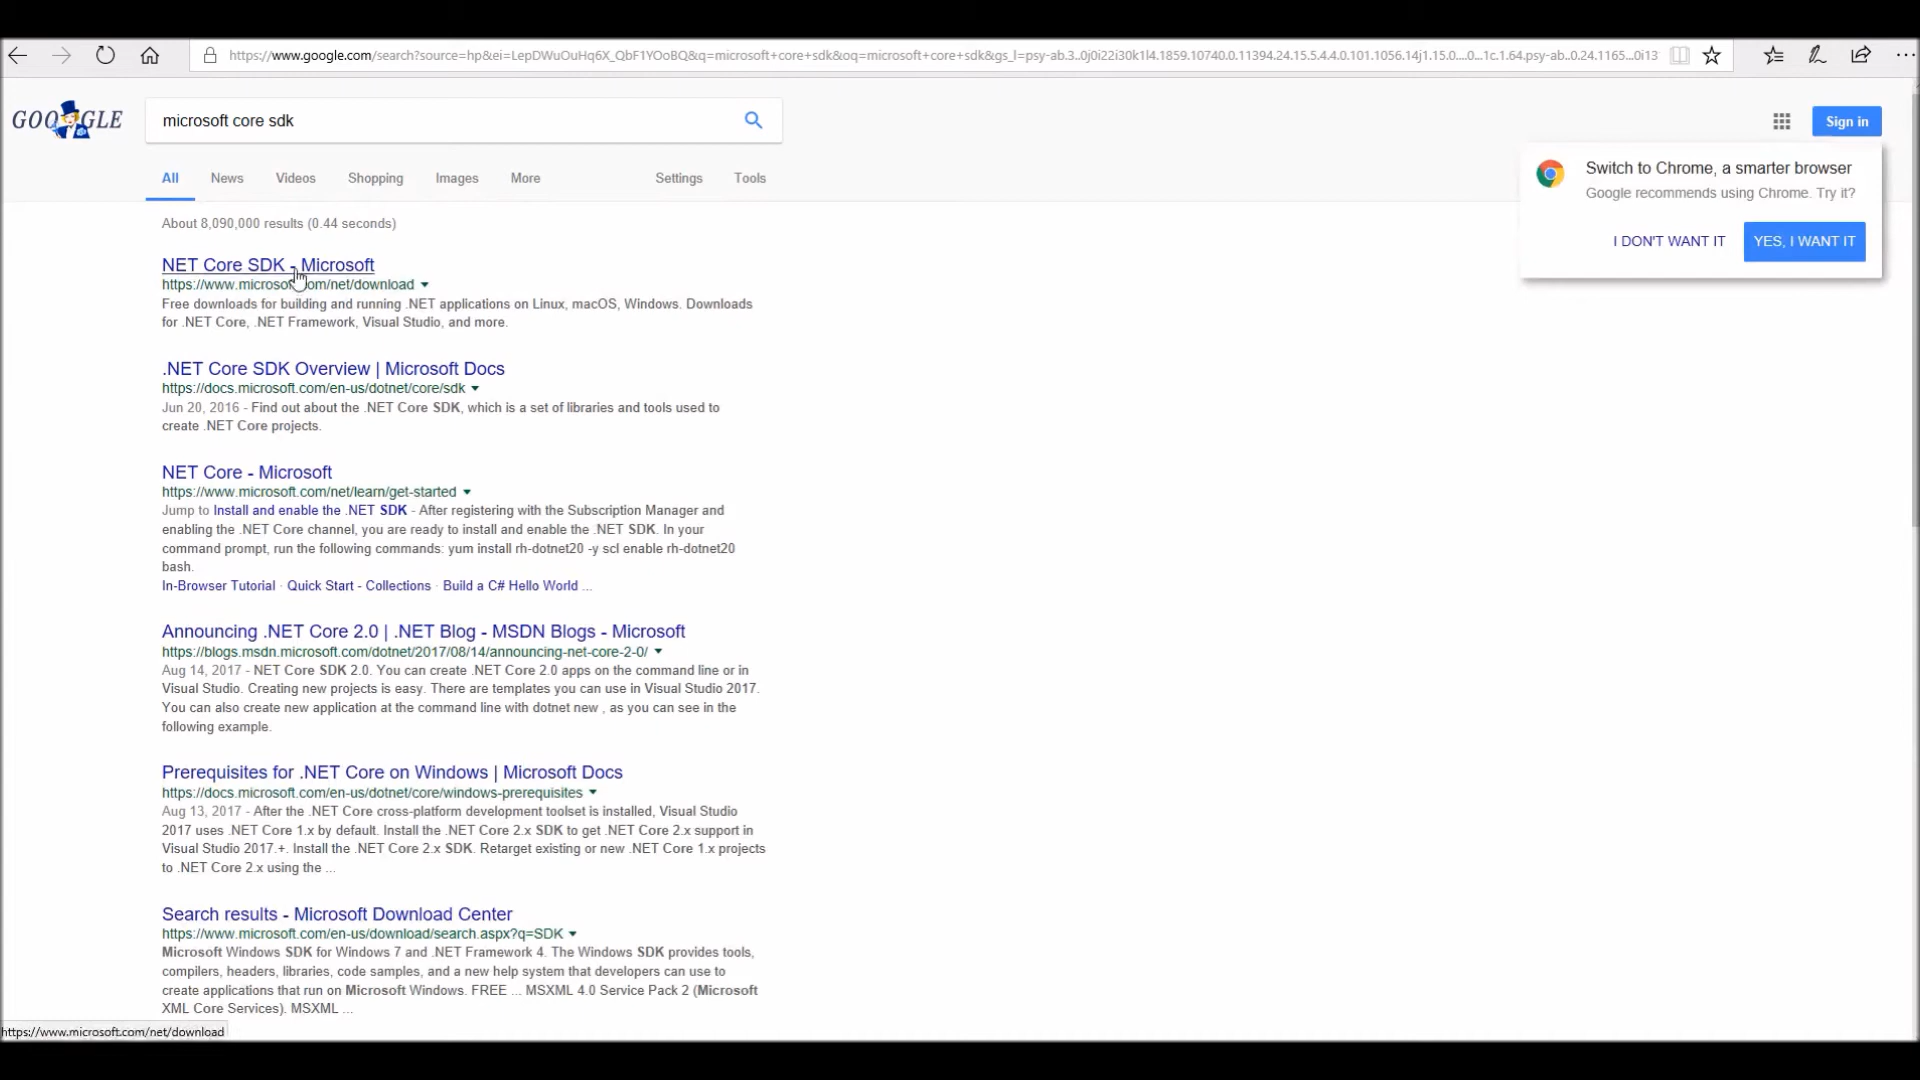 https://www.google.com/search?source=hp&ei=LepDWuOuHq6X_QbF1YOoBQ&q=microsoft+core+sdk&oq=microsoft+core+sdk&gs_l=psy-ab.3..0j0i22i30k1l4.1859.10740.0.11394.24.15.5.4.4.0.101.1056.14j1.15.0....0...1c.1.64.psy-ab..0.24.1165...0i13
GOOGLE
microsoft core sdk
Sign in
All News Videos Shopping Images More Settings Tools
Switch to Chrome, a smarter browser
Google recommends using Chrome. Try it?
I DON'T WANT IT YES, I WANT IT
About 8,090,000 results (0.44 seconds)
NET Core SDK - Microsoft
https://www.microsoft.com/net/download
Free downloads for building and running .NET applications on Linux, macOS, Windows. Downloads
for .NET Core, .NET Framework, Visual Studio, and more.
.NET Core SDK Overview | Microsoft Docs
https://docs.microsoft.com/en-us/dotnet/core/sdk
Jun 20, 2016 - Find out about the .NET Core SDK, which is a set of libraries and tools used to
create .NET Core projects.
NET Core - Microsoft
https://www.microsoft.com/net/learn/get-started
Jump to Install and enable the .NET SDK - After registering with the Subscription Manager and
enabling the .NET Core channel, you are ready to install and enable the .NET SDK. In your
command prompt, run the following commands: yum install rh-dotnet20 -y scl enable rh-dotnet20
bash.
In-Browser Tutorial · Quick Start - Collections · Build a C# Hello World ...
Announcing .NET Core 2.0 | .NET Blog - MSDN Blogs - Microsoft
https://blogs.msdn.microsoft.com/dotnet/2017/08/14/announcing-net-core-2-0/
Aug 14, 2017 - NET Core SDK 2.0. You can create .NET Core 2.0 apps on the command line or in
Visual Studio. Creating new projects is easy. There are templates you can use in Visual Studio 2017.
You can also create new application at the command line with dotnet new , as you can see in the
following example.
Prerequisites for .NET Core on Windows | Microsoft Docs
https://docs.microsoft.com/en-us/dotnet/core/windows-prerequisites
Aug 13, 2017 - After the .NET Core cross-platform development toolset is installed, Visual Studio
2017 uses .NET Core 1.x by default. Install the .NET Core 2.x SDK to get .NET Core 2.x support in
Visual Studio 2017.+. Install the .NET Core 2.x SDK. Retarget existing or new .NET Core 1.x projects
to .NET Core 2.x using the ...
Search results - Microsoft Download Center
https://www.microsoft.com/en-us/download/search.aspx?q=SDK
Microsoft Windows SDK for Windows 7 and .NET Framework 4. The Windows SDK provides tools,
compilers, headers, libraries, code samples, and a new help system that developers can use to
create applications that run on Microsoft Windows. FREE ... MSXML 4.0 Service Pack 2 (Microsoft
XML Core Services). MSXML ...
https://www.microsoft.com/net/download